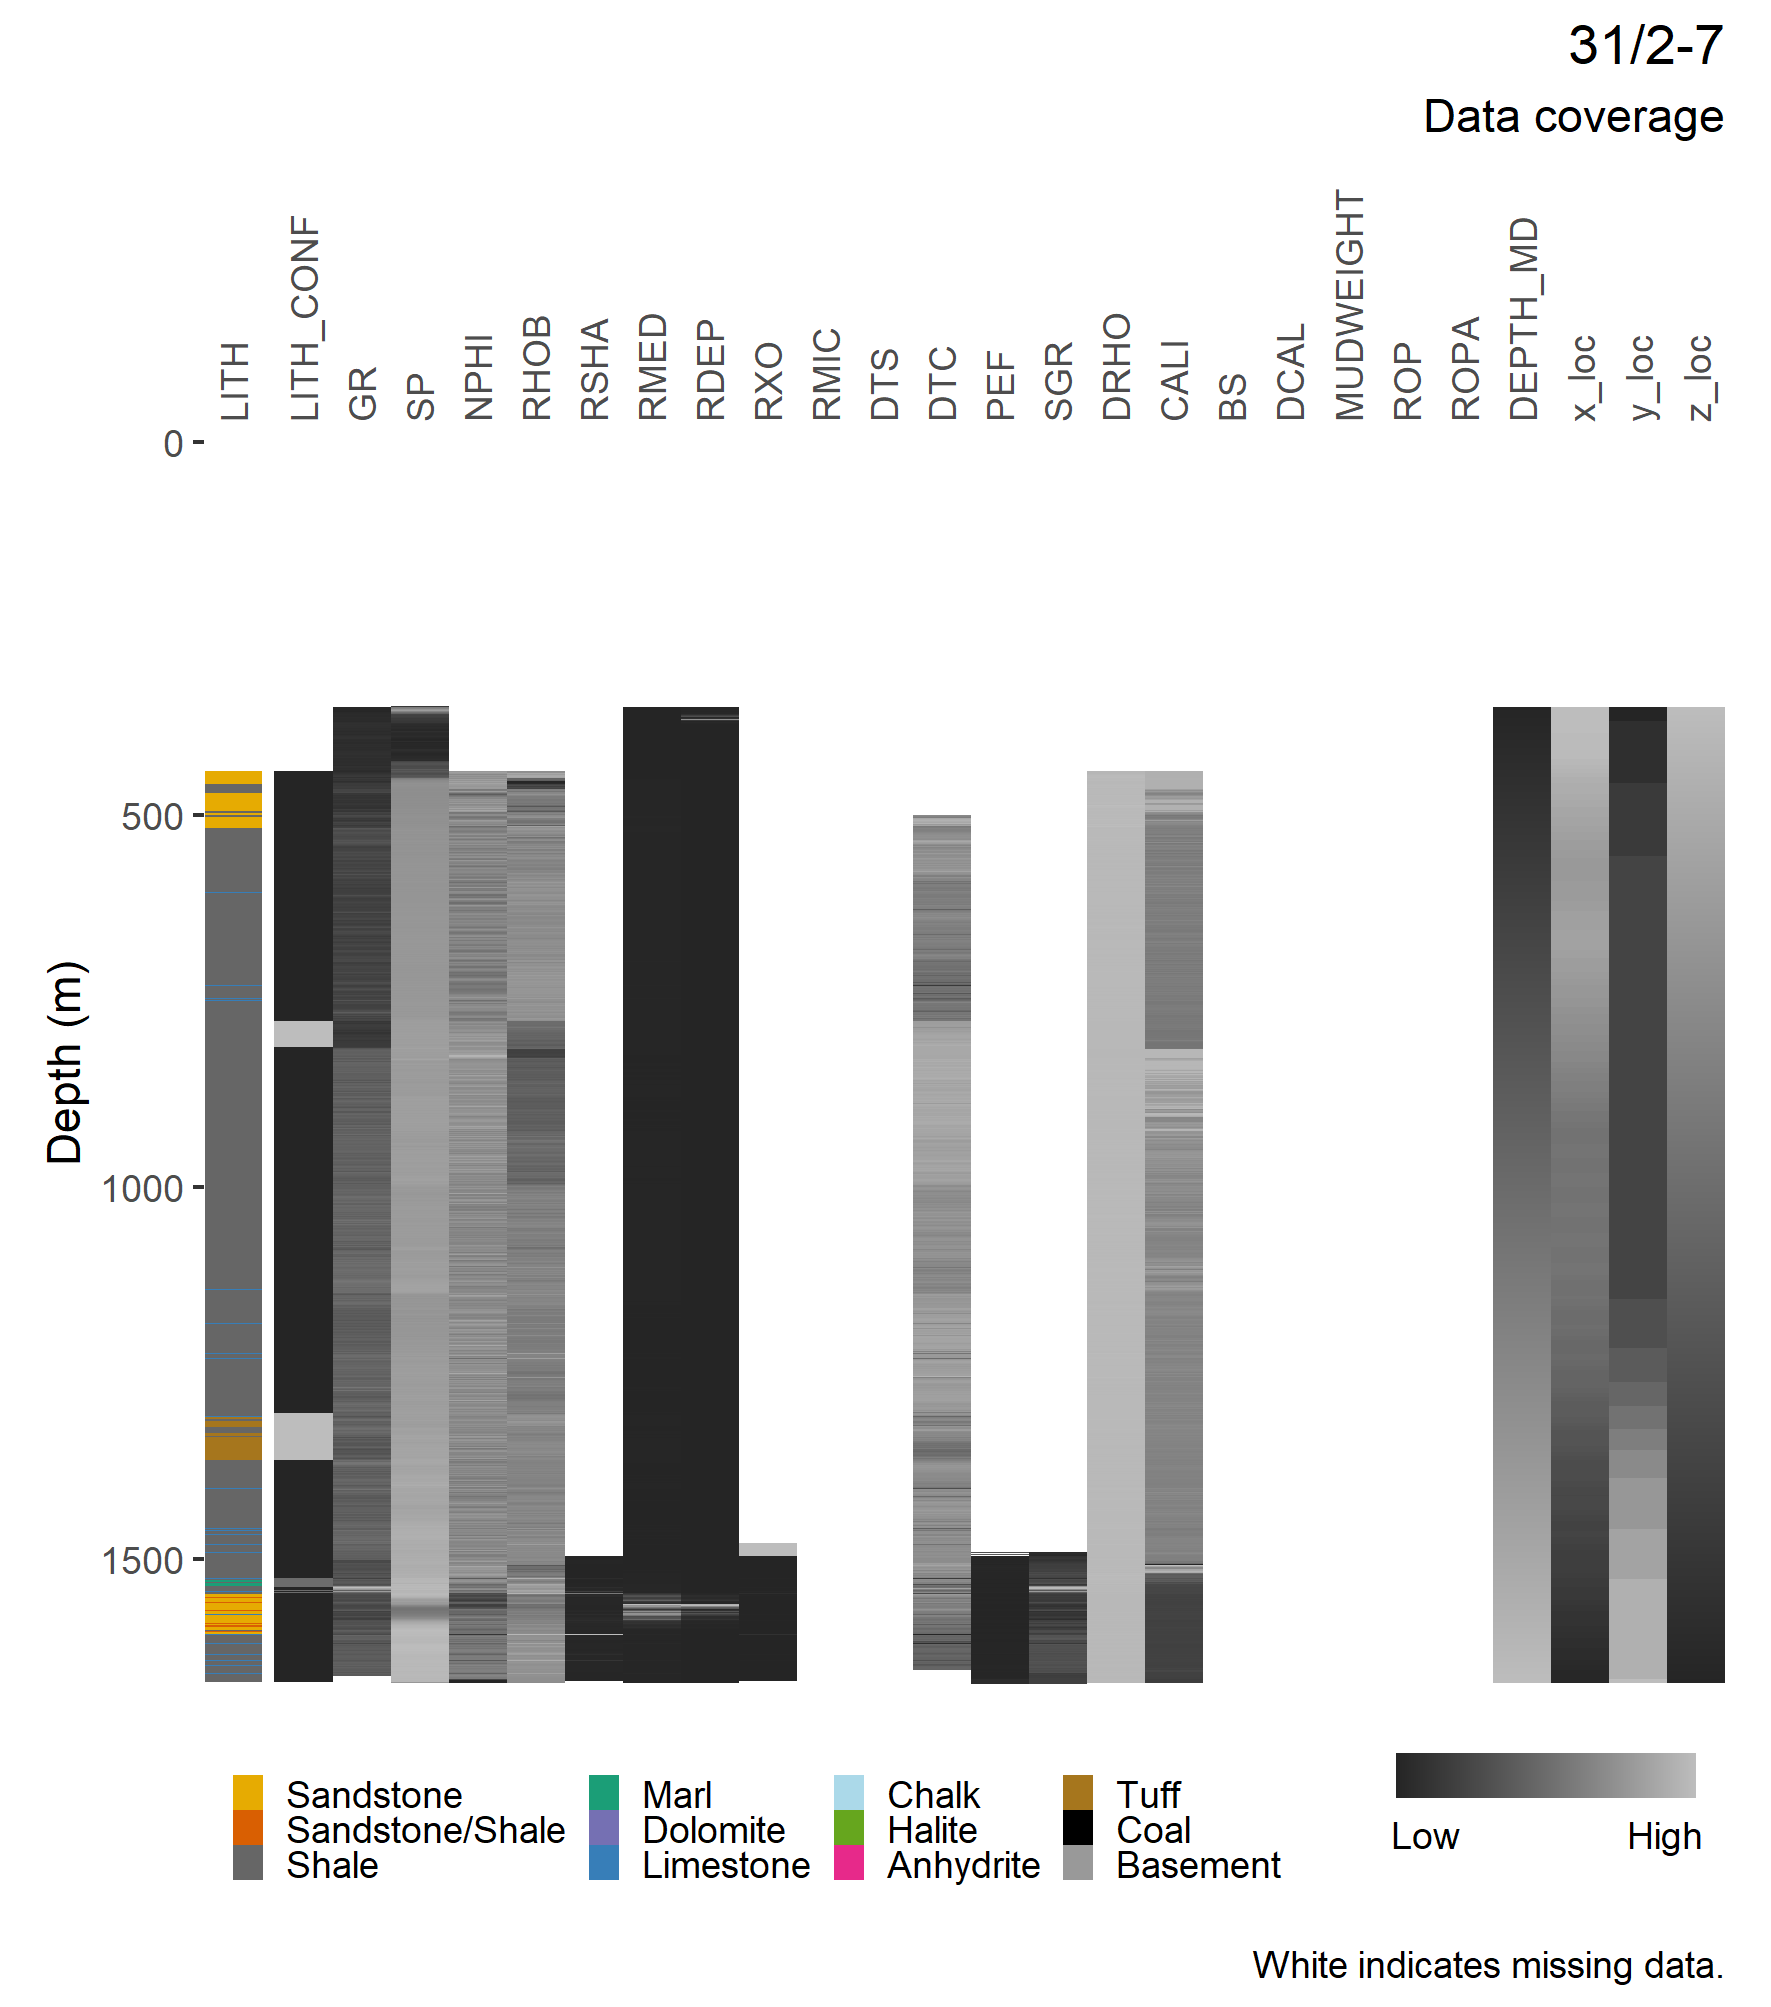 31/2-7
Data coverage
LITH
LITH_CONF
GR
SP
NPHI
RHOB
RSHA
RMED
RDEP
RXO
RMIC
DTS
DTC
PEF
SGR
DRHO
CALI
BS
DCAL
MUDWEIGHT
ROP
ROPA
DEPTH_MD
x_loc
y_loc
z_loc
0
500
1000
1500
Depth (m)
Sandstone
Sandstone/Shale
Shale
Marl
Dolomite
Limestone
Chalk
Halite
Anhydrite
Tuff
Coal
Basement
Low High
White indicates missing data.